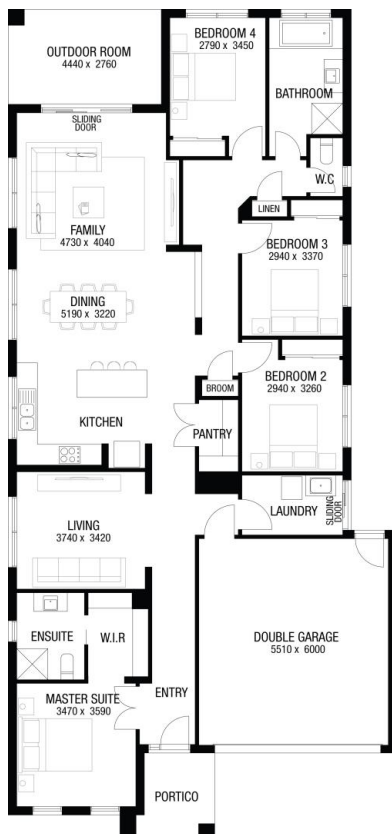 BEDROOM 4
2790 x 3450
OUTDOOR ROOM
4440 x 2760
BATHROOM
SLIDING
DOOR
W.C
LINEN
FAMILY
4730 x 4040
BEDROOM 3
2940 x 3370
DINING
5190 x 3220
BEDROOM 2
2940 x 3260
BROOM
KITCHEN
PANTRY
LAUNDRY
SLIDING
DOOR
LIVING
3740 x 3420
ENSUITE
W.I.R
DOUBLE GARAGE
5510 x 6000
MASTER SUITE
3470 x 3590
ENTRY
PORTICO